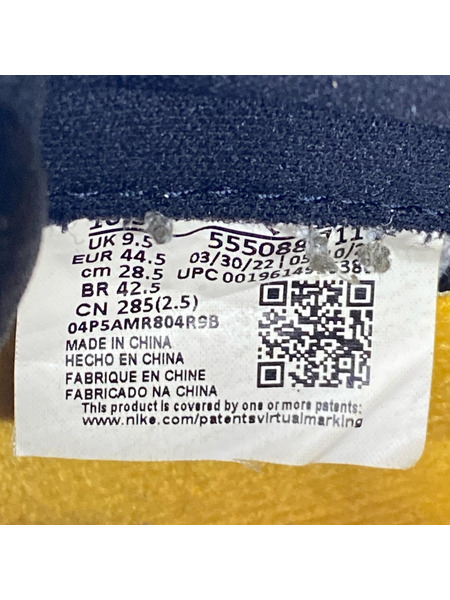 UK 9.5
EUR 44.5
cm 28.5
BR 42.5
CN 285(2.5)
03/30/22
UPC
04P5AMR804R9B
MADE IN CHINA
HECHO EN CHINA
FABRIQUE EN CHINE
FABRICADO NA CHINA
This product is covered by one or more patents:
www.nike.com/patentsvirtualmarking